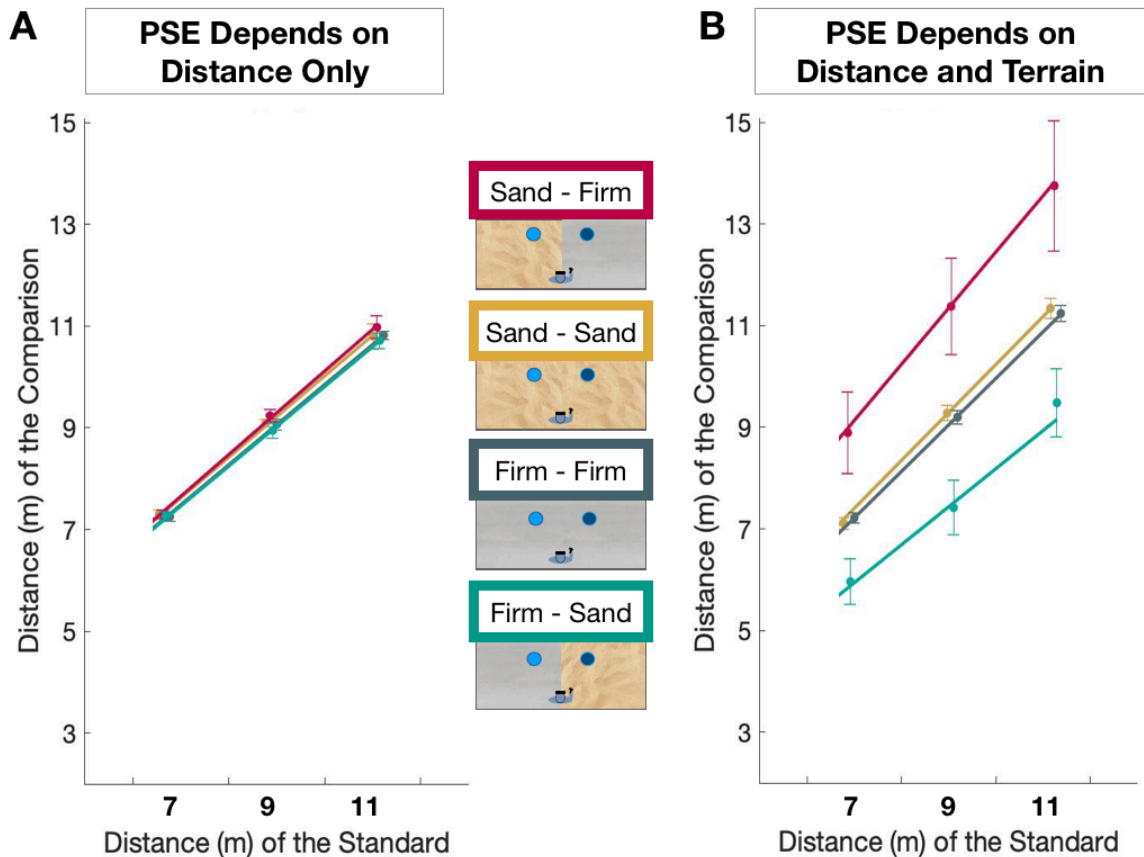 A
PSE Depends on
Distance Only
Distance (m) of the Comparison
15
13
11
9
7
5
3
7
9
11
Distance (m) of the Standard
Sand - Firm
Sand - Sand
Firm - Firm
Firm - Sand
B
PSE Depends on
Distance and Terrain
Distance (m) of the Comparison
15
13
11
9
7
5
3
7
9
11
Distance (m) of the Standard